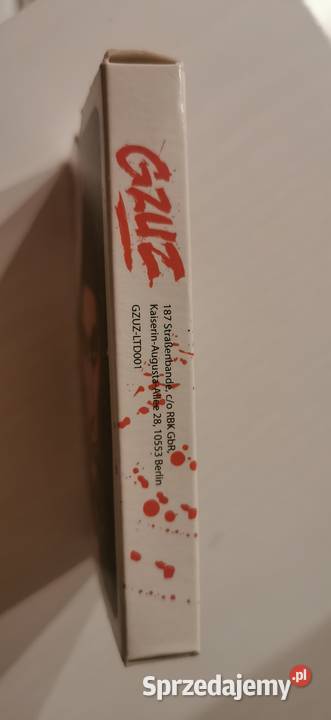 GZUZ
187 Straßenbande, c/o RBK GbR,
Kaiserin-Augusta-Allee 28, 10553 Berlin
GZUZ-LTD001
Sprzedajemy.pl